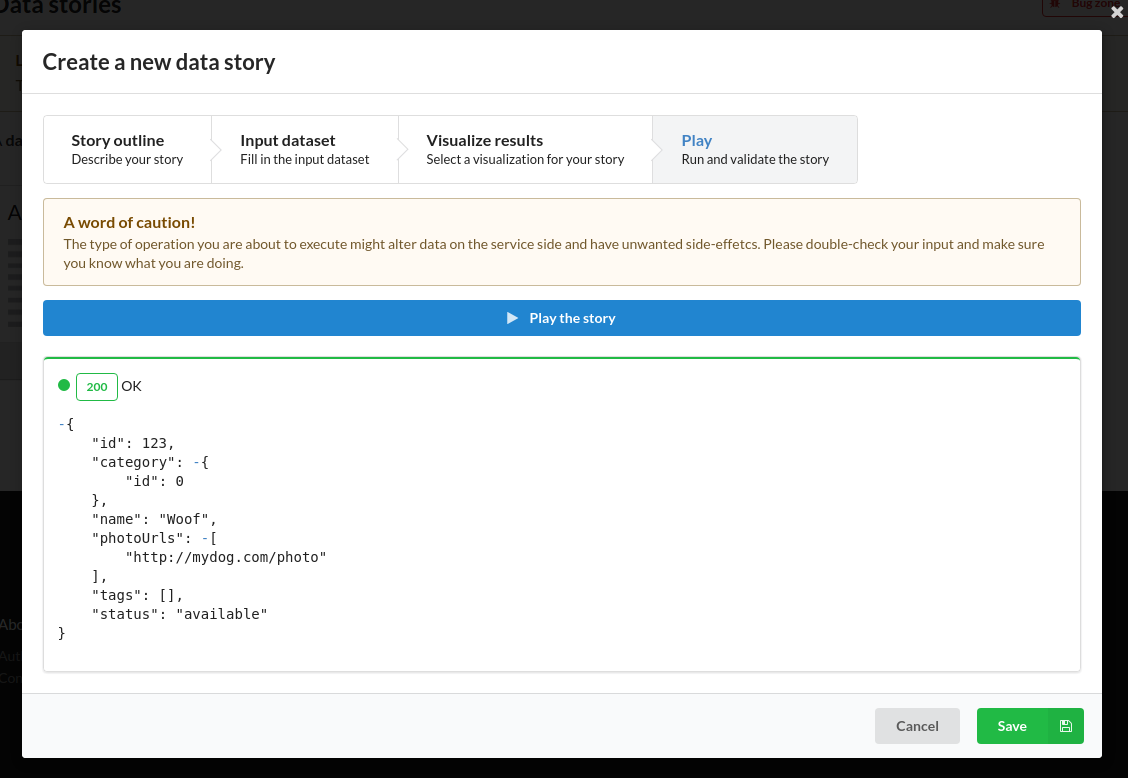 Data stories
Bug zone
Create a new data story
Story outline
Describe your story
Input dataset
Fill in the input dataset
Visualize results
Select a visualization for your story
Play
Run and validate the story
A word of caution!
The type of operation you are about to execute might alter data on the service side and have unwanted side-effetcs. Please double-check your input and make sure
you know what you are doing.
Play the story
200 OK
-{
    "id": 123,
    "category": -{
        "id": 0
    },
    "name": "Woof",
    "photoUrls": -[
        "http://mydog.com/photo"
    ],
    "tags": [],
    "status": "available"
}
Cancel
Save